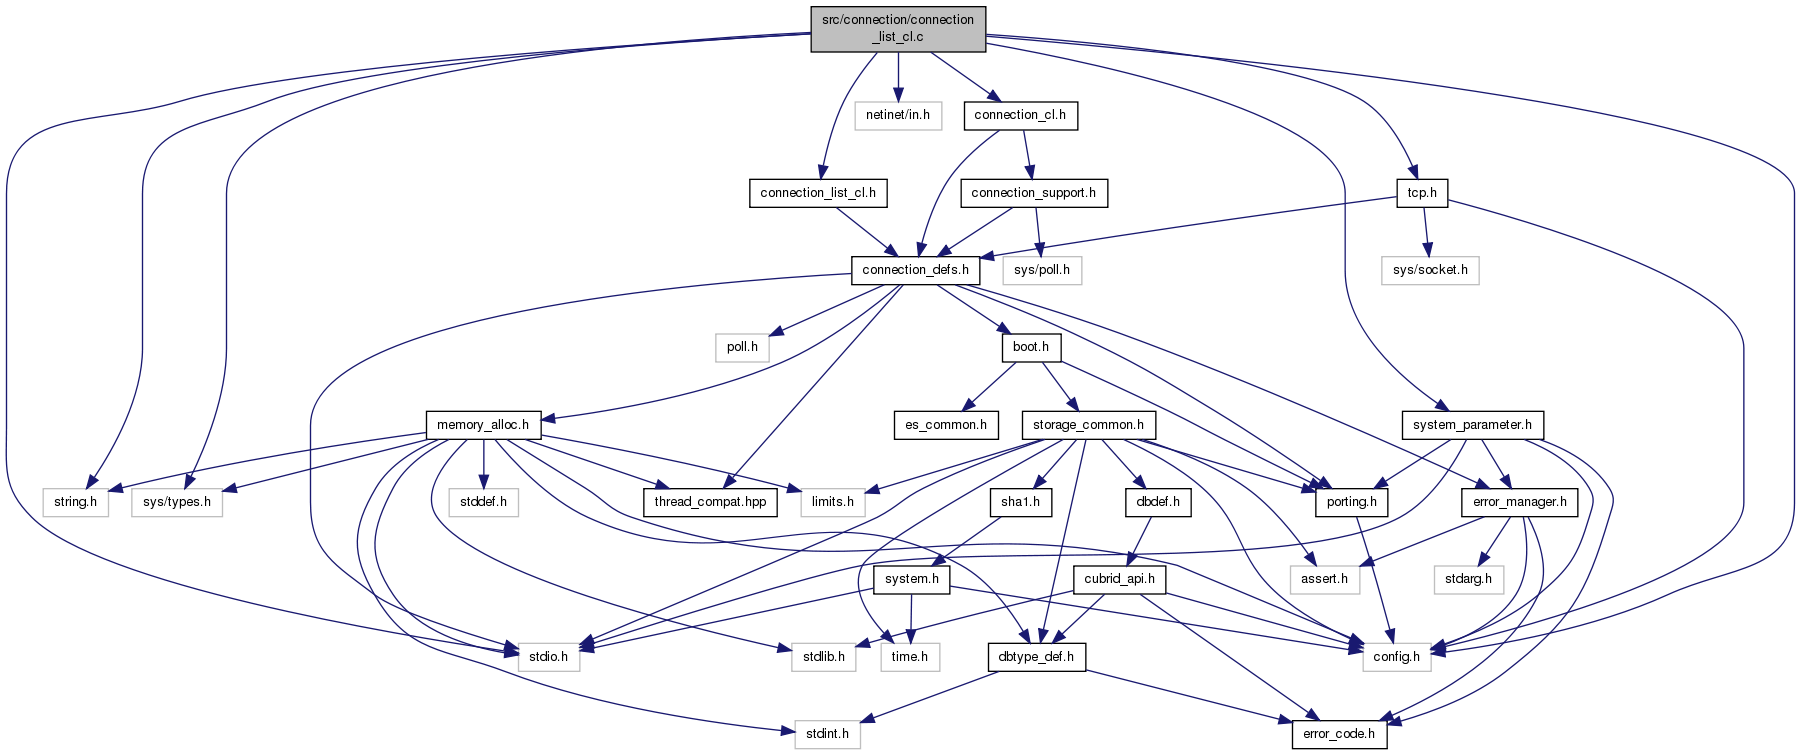 src/connection/connection
_list_cl.c
netinet/in.h
connection_cl.h
connection_list_cl.h
connection_support.h
tcp.h
connection_defs.h
sys/poll.h
sys/socket.h
poll.h
boot.h
memory_alloc.h
es_common.h
storage_common.h
system_parameter.h
string.h
sys/types.h
stddef.h
thread_compat.hpp
limits.h
sha1.h
dbdef.h
porting.h
error_manager.h
system.h
cubrid_api.h
assert.h
stdarg.h
stdio.h
stdlib.h
time.h
dbtype_def.h
config.h
stdint.h
error_code.h